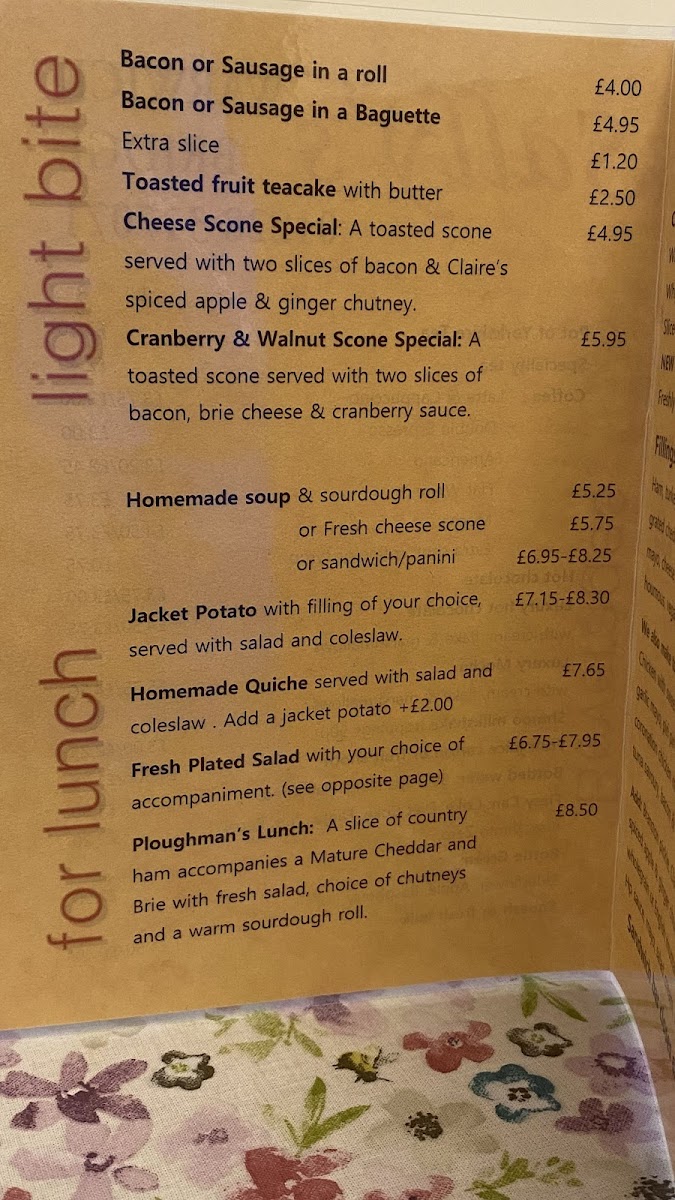 light bite
Bacon or Sausage in a roll £4.00
Bacon or Sausage in a Baguette £4.95
Extra slice £1.20
Toasted fruit teacake with butter £2.50
Cheese Scone Special: A toasted scone £4.95
served with two slices of bacon & Claire's
spiced apple & ginger chutney.
Cranberry & Walnut Scone Special: A £5.95
toasted scone served with two slices of
bacon, brie cheese & cranberry sauce.
for lunch
Homemade soup & sourdough roll £5.25
or Fresh cheese scone £5.75
or sandwich/panini £6.95-£8.25
Jacket Potato with filling of your choice, £7.15-£8.30
served with salad and coleslaw.
Homemade Quiche served with salad and £7.65
coleslaw . Add a jacket potato +£2.00
Fresh Plated Salad with your choice of £6.75-£7.95
accompaniment. (see opposite page)
Ploughman's Lunch: A slice of country £8.50
ham accompanies a Mature Cheddar and
Brie with fresh salad, choice of chutneys
and a warm sourdough roll.
Slice
NEW
Freshly
Fillings
We also make